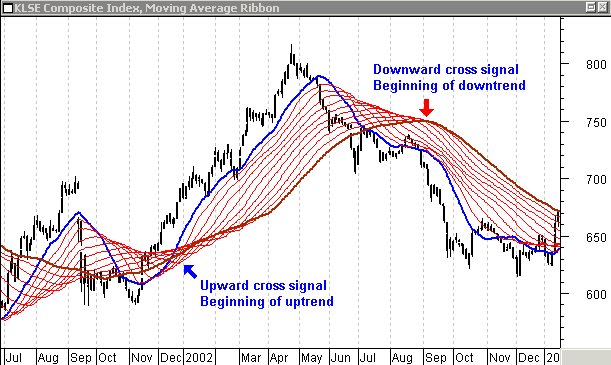 KLSE Composite Index, Moving Average Ribbon
Downward cross signal
Beginning of downtrend
800
750
700
650
600
Upward cross signal
Beginning of uptrend
Jul Aug Sep Oct Nov Dec 2002 Mar Apr May Jun Jul Aug Sep Oct Nov Dec 20